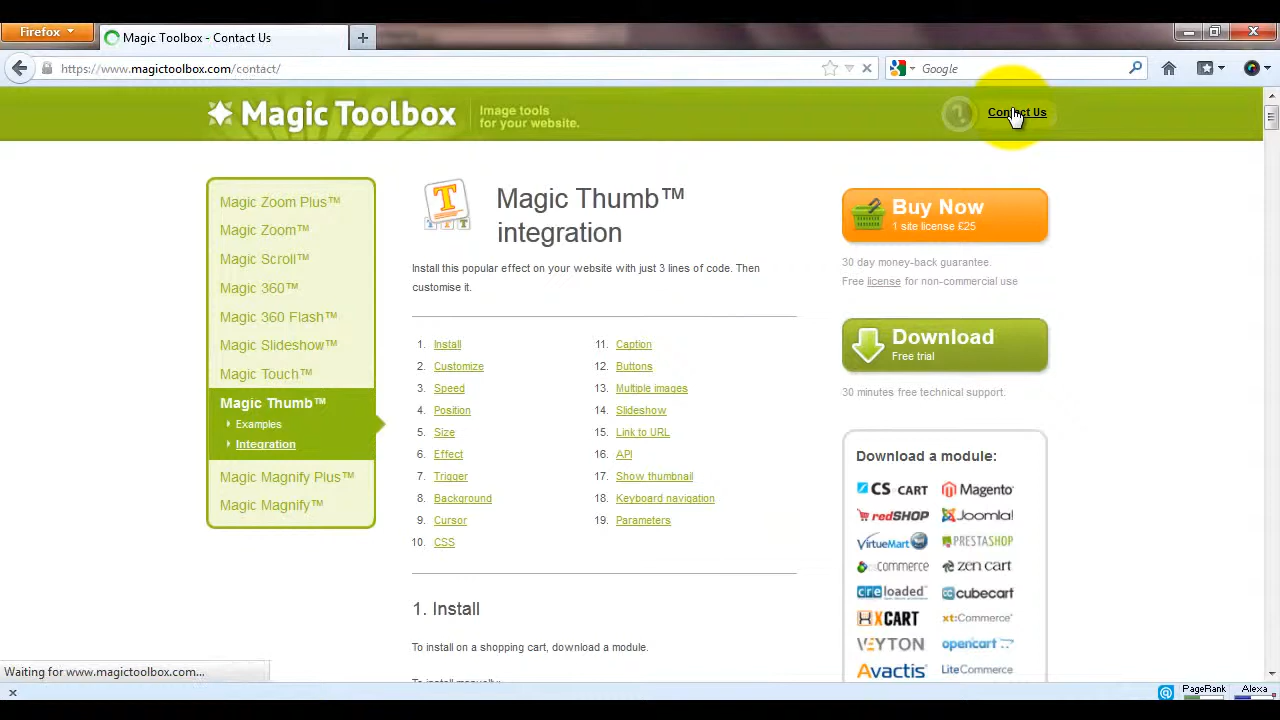 Firefox
Magic Toolbox - Contact Us
https://www.magictoolbox.com/contact/
Google
Magic Toolbox
Image tools
for your website.
Contact Us
Magic Zoom Plus™
Magic Zoom™
Magic Scroll™
Magic 360™
Magic 360 Flash™
Magic Slideshow™
Magic Touch™
Magic Thumb™
Examples
Integration
Magic Magnify Plus™
Magic Magnify™
T
Magic Thumb™
integration
Install this popular effect on your website with just 3 lines of code. Then
customise it.
1. Install
2. Customize
3. Speed
4. Position
5. Size
6. Effect
7. Trigger
8. Background
9. Cursor
10. CSS
11. Caption
12. Buttons
13. Multiple images
14. Slideshow
15. Link to URL
16. API
17. Show thumbnail
18. Keyboard navigation
19. Parameters
1. Install
To install on a shopping cart, download a module.
To install manually:
Buy Now
1 site license £25
30 day money-back guarantee.
Free license for non-commercial use
Download
Free trial
30 minutes free technical support.
Download a module:
CS CART Magento
redSHOP Joomla!
VirtueMart PRESTASHOP
oscommerce zen cart
creloaded cubecart
XCART xt:Commerce
VEYTON opencart
Avactis LiteCommerce
Waiting for www.magictoolbox.com...
x
PageRank
Alexa